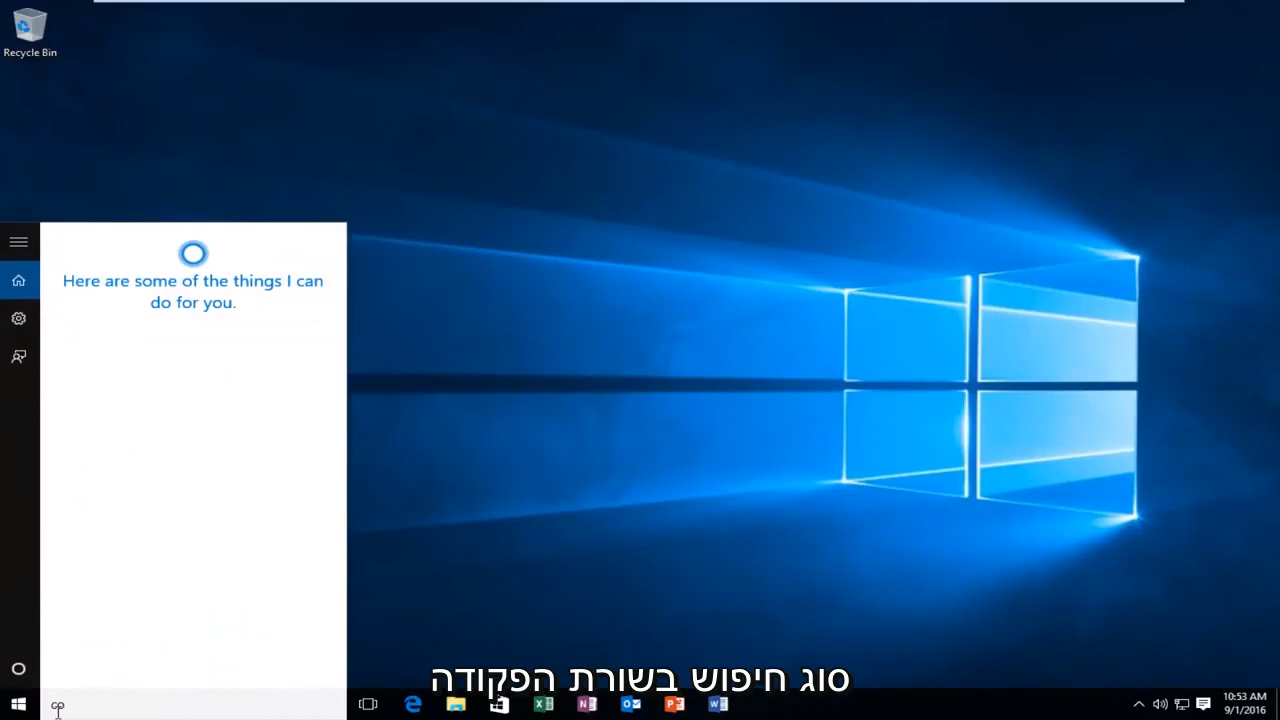 Recycle Bin
Here are some of the things I can
do for you.
co
סוג חיפוש בשורת הפקודה
10:53 AM
9/1/2016